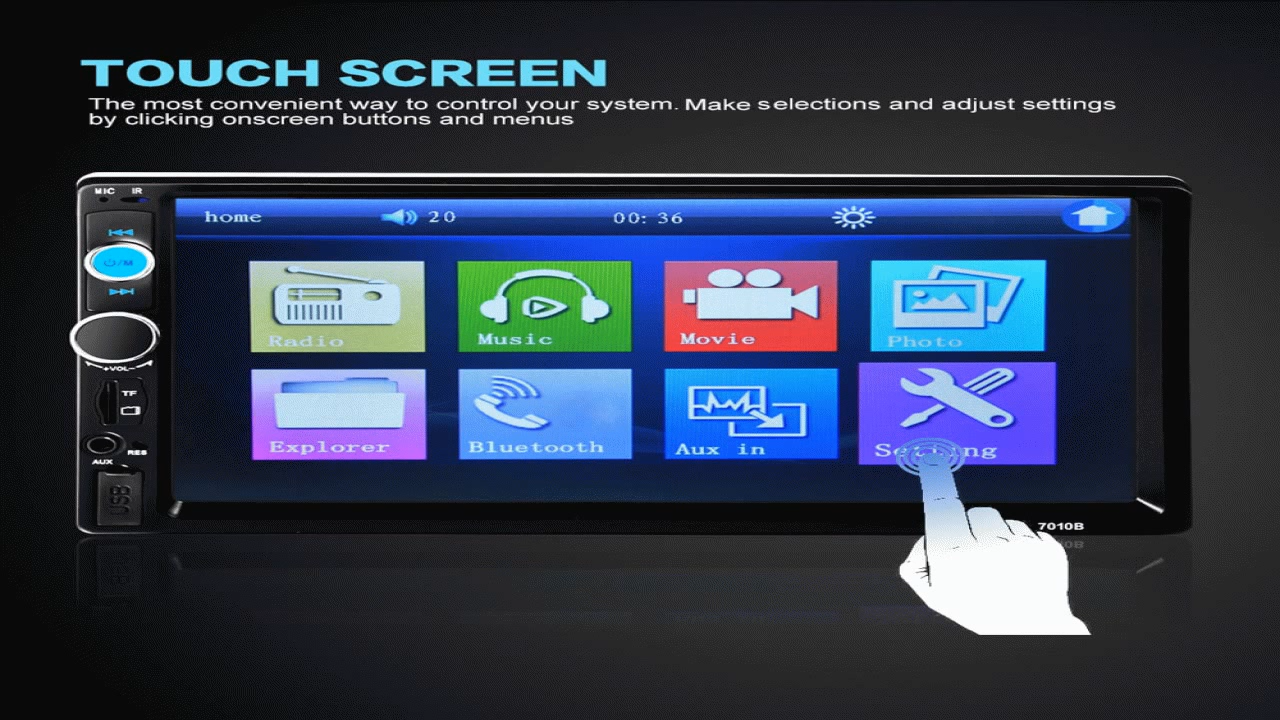 TOUCH SCREEN
The most convenient way to control your system. Make selections and adjust settings
by clicking onscreen buttons and menus
MIC IR
home 20 00: 36
⏻/M
Radio Music Movie Photo
+VOL-
TF
Explorer Bluetooth Aux in Setting
RES
AUX
USB
7010B